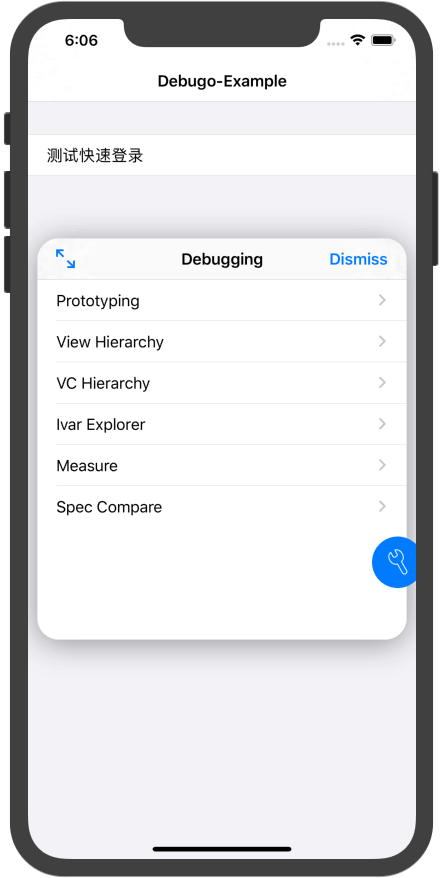 6:06
Debugo-Example
测试快速登录
Debugging Dismiss
Prototyping
View Hierarchy
VC Hierarchy
Ivar Explorer
Measure
Spec Compare